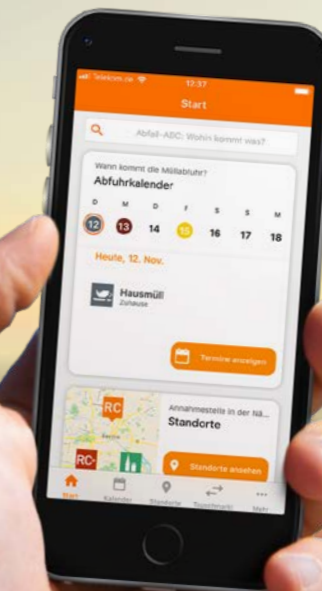 Telekom.de
12:37
Start
Abfall-ABC: Wohin kommt was?
Wann kommt die Müllabfuhr?
Abfuhrkalender
D M D F S S M
12 13 14 15 16 17 18
Heute, 12. Nov.
Hausmüll
Zuhause
Termine anzeigen
RC
RC-
Annahmestelle in der Nä...
Standorte
Standorte ansehen
Start Kalender Standorte Tauschmarkt Mehr